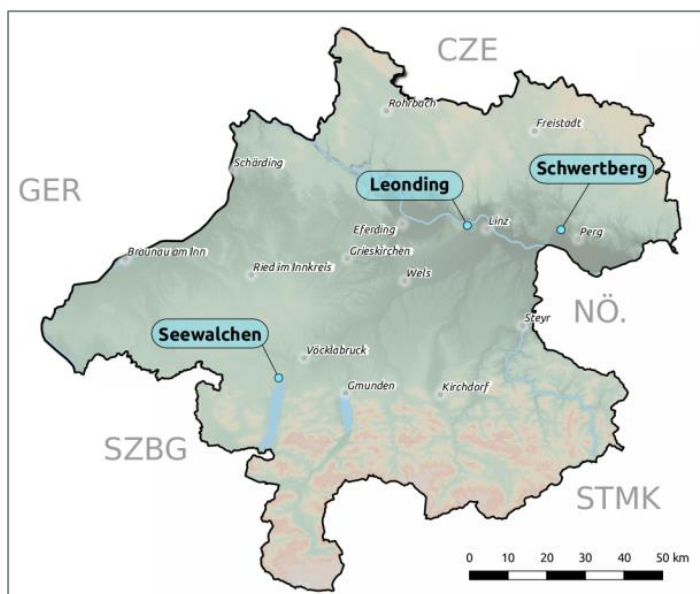 CZE
Rohrbach
Freistadt
Schärding
Schwertberg
GER
Leonding
Eferding
Linz
Perg
Braunau am Inn
Grieskirchen
Ried im Innkreis
Wels
NÖ.
Steyr
Seewalchen
Vöcklabruck
Gmunden
Kirchdorf
SZBG
STMK
0 10 20 30 40 50 km